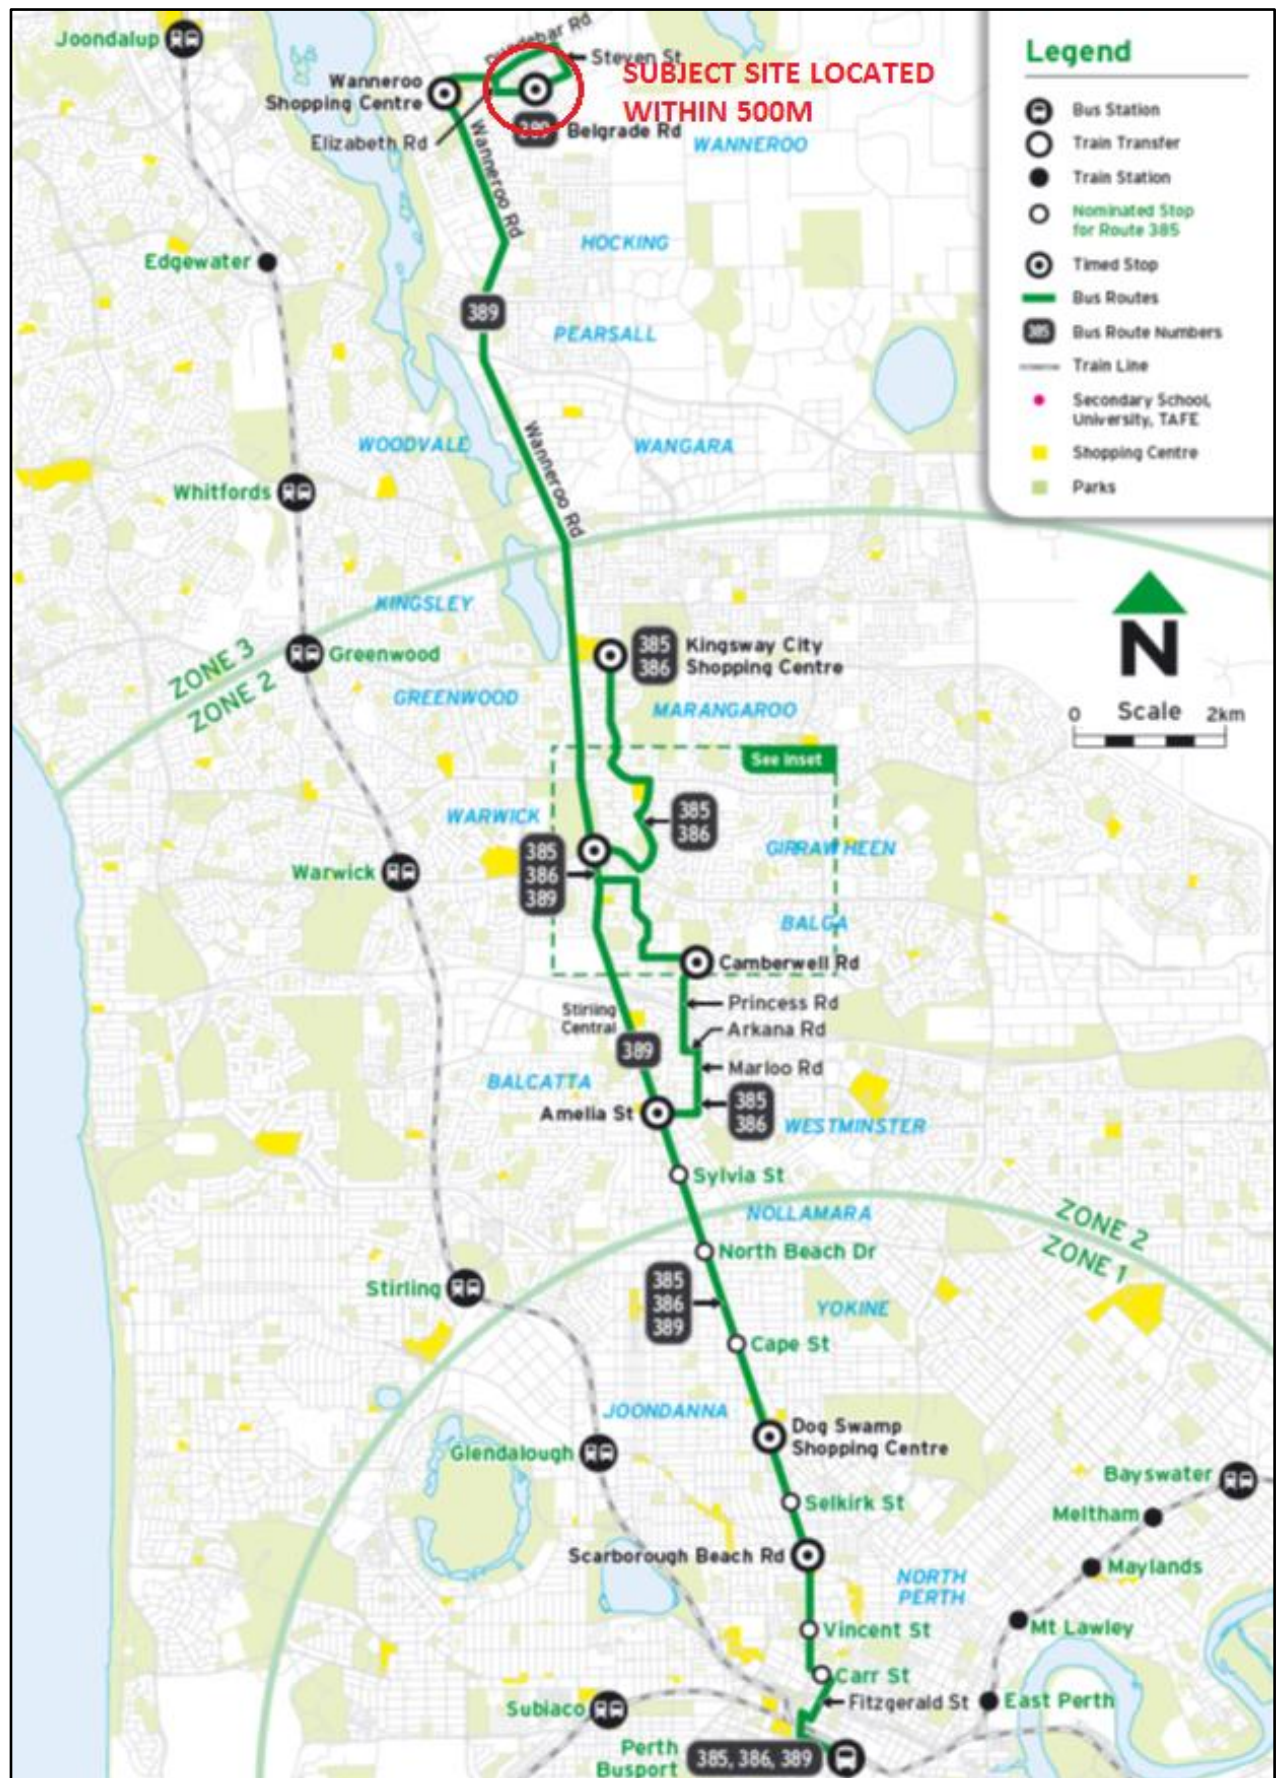 Joondalup
Dundebar Rd
Steven St
SUBJECT SITE LOCATED
WITHIN 500M
Wanneroo
Shopping Centre
Elizabeth Rd
389
Belgrade Rd
WANNEROO
Wanneroo Rd
HOCKING
Edgewater
389
PEARSALL
WOODVALE
Wanneroo Rd
WANGARA
Whitfords
Legend
Bus Station
Train Transfer
Train Station
Nominated Stop
for Route 385
Timed Stop
Bus Routes
385
Bus Route Numbers
Train Line
Secondary School,
University, TAFE
Shopping Centre
Parks
KINGSLEY
ZONE 3
ZONE 2
Greenwood
385
386
Kingsway City
Shopping Centre
GREENWOOD
MARANGAROO
N
0 Scale 2km
See inset
WARWICK
385
386
385
386
389
GIRRAWHEEN
Warwick
BALGA
Camberwell Rd
Princess Rd
Stirling
Central
Arkana Rd
389
Marloo Rd
BALCATTA
385
386
Amelia St
WESTMINSTER
Sylvia St
NOLLAMARA
ZONE 2
ZONE 1
North Beach Dr
385
386
389
Stirling
YOKINE
Cape St
JOONDANNA
Dog Swamp
Shopping Centre
Glendalough
Bayswater
Selkirk St
Meltham
Scarborough Beach Rd
Maylands
NORTH
PERTH
Vincent St
Mt Lawley
Carr St
Fitzgerald St
East Perth
Subiaco
Perth
Busport
385, 386, 389